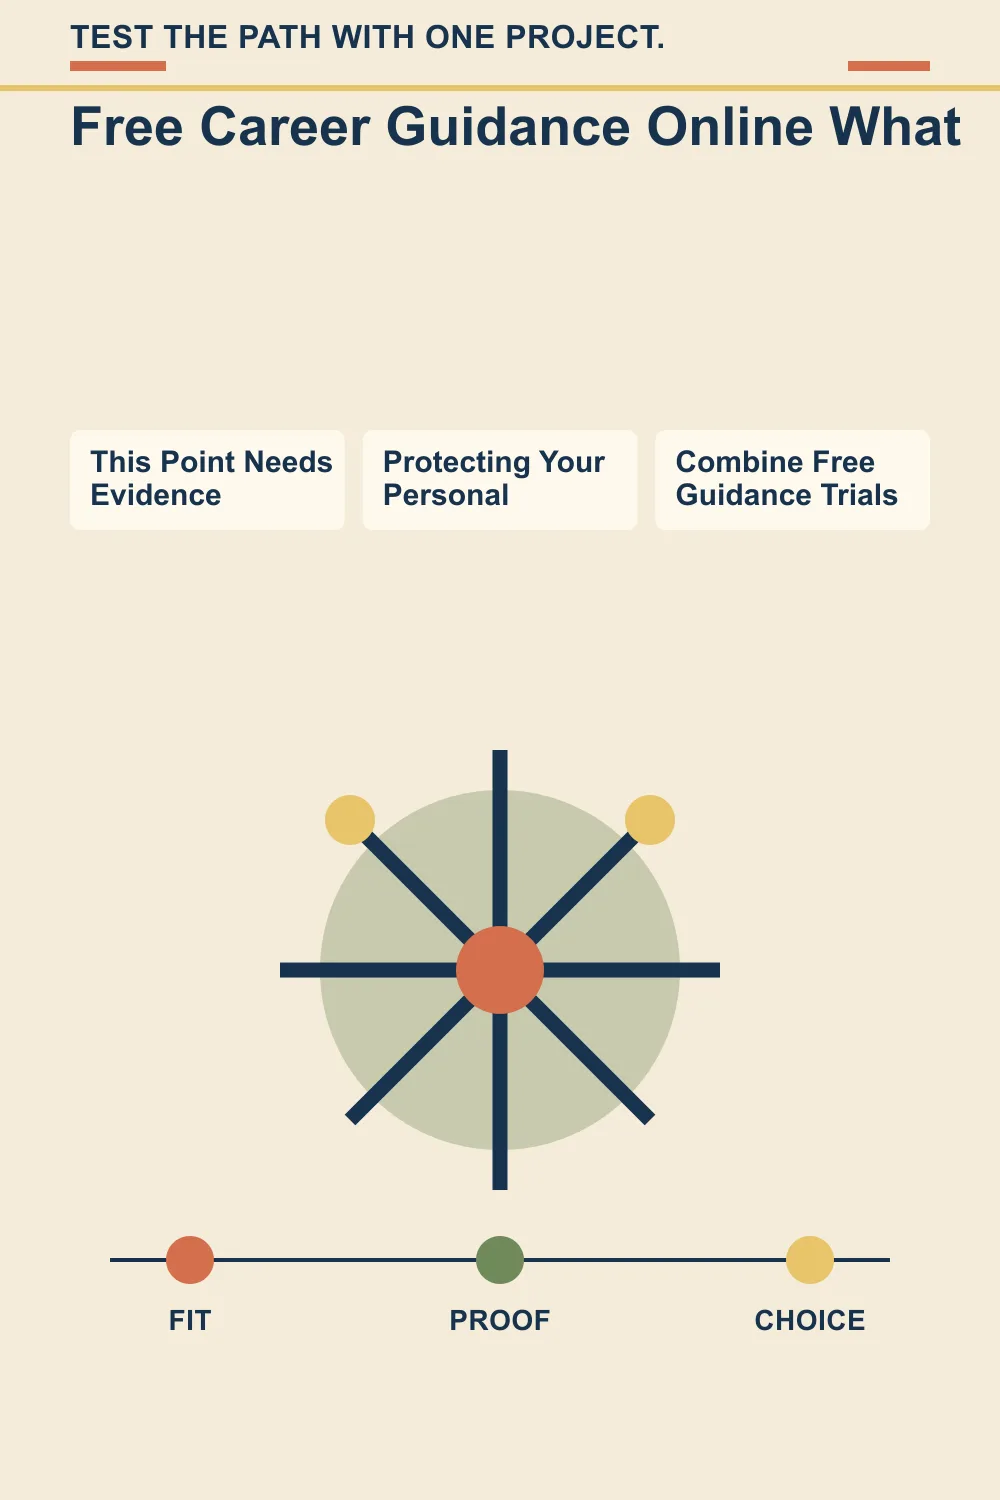 TEST THE PATH WITH ONE PROJECT.
Free Career Guidance Online What
This Point Needs
Evidence
Protecting Your
Personal
Combine Free
Guidance Trials
FIT
PROOF
CHOICE